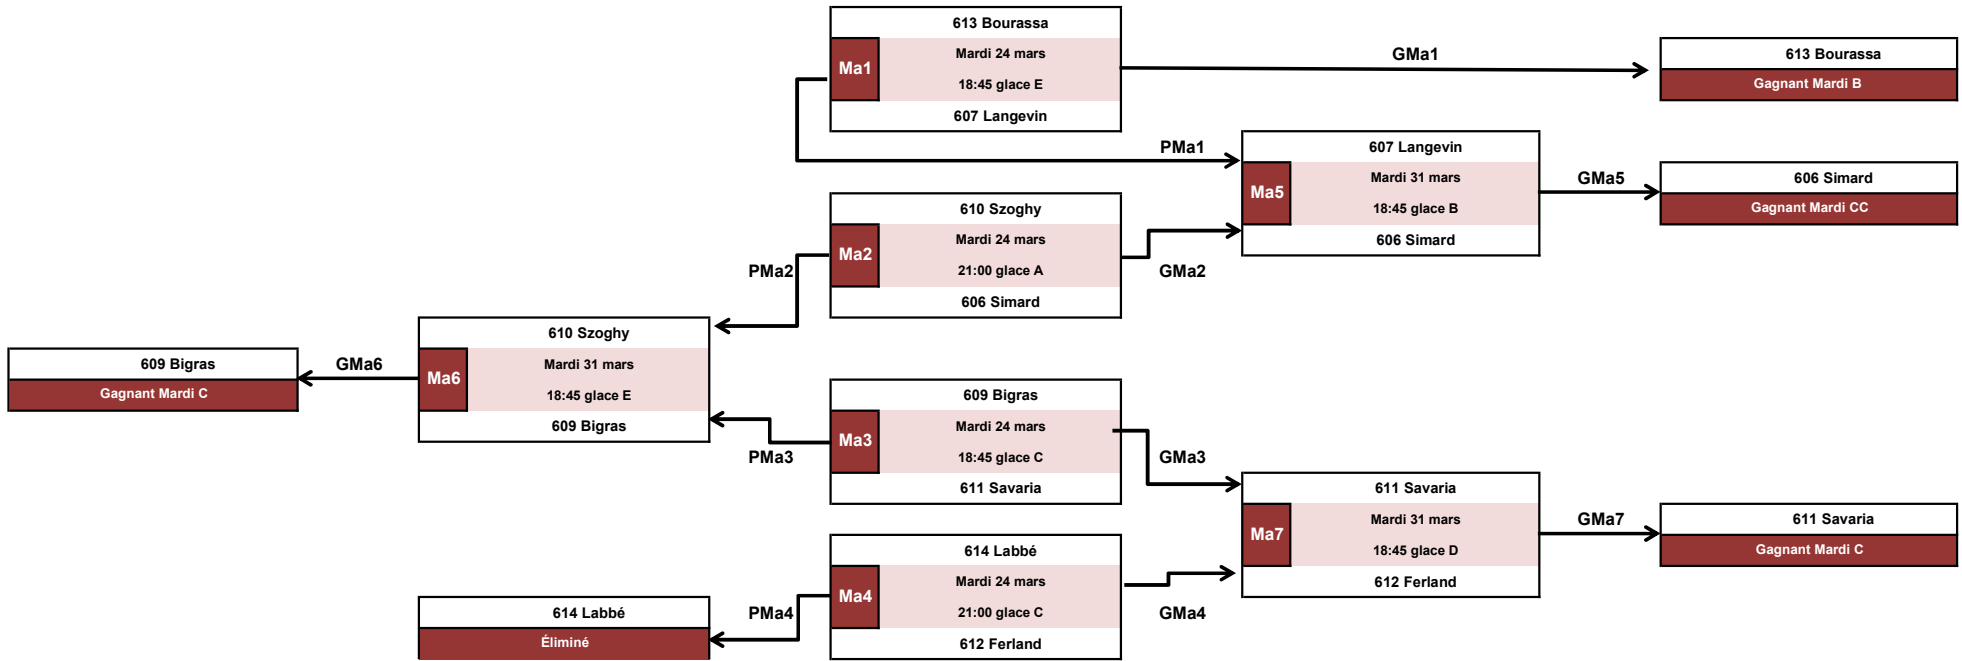 613 Bourassa
Ma1
Mardi 24 mars
18:45 glace E
607 Langevin
GMa1
613 Bourassa
Gagnant Mardi B
PMa1
607 Langevin
Ma5
Mardi 31 mars
18:45 glace B
606 Simard
GMa5
606 Simard
Gagnant Mardi CC
610 Szoghy
Ma2
Mardi 24 mars
21:00 glace A
606 Simard
PMa2
GMa2
610 Szoghy
Ma6
Mardi 31 mars
18:45 glace E
609 Bigras
GMa6
609 Bigras
Gagnant Mardi C
609 Bigras
Ma3
Mardi 24 mars
18:45 glace C
611 Savaria
PMa3
GMa3
611 Savaria
Ma7
Mardi 31 mars
18:45 glace D
612 Ferland
GMa7
611 Savaria
Gagnant Mardi C
614 Labbé
Ma4
Mardi 24 mars
21:00 glace C
612 Ferland
PMa4
GMa4
614 Labbé
Éliminé